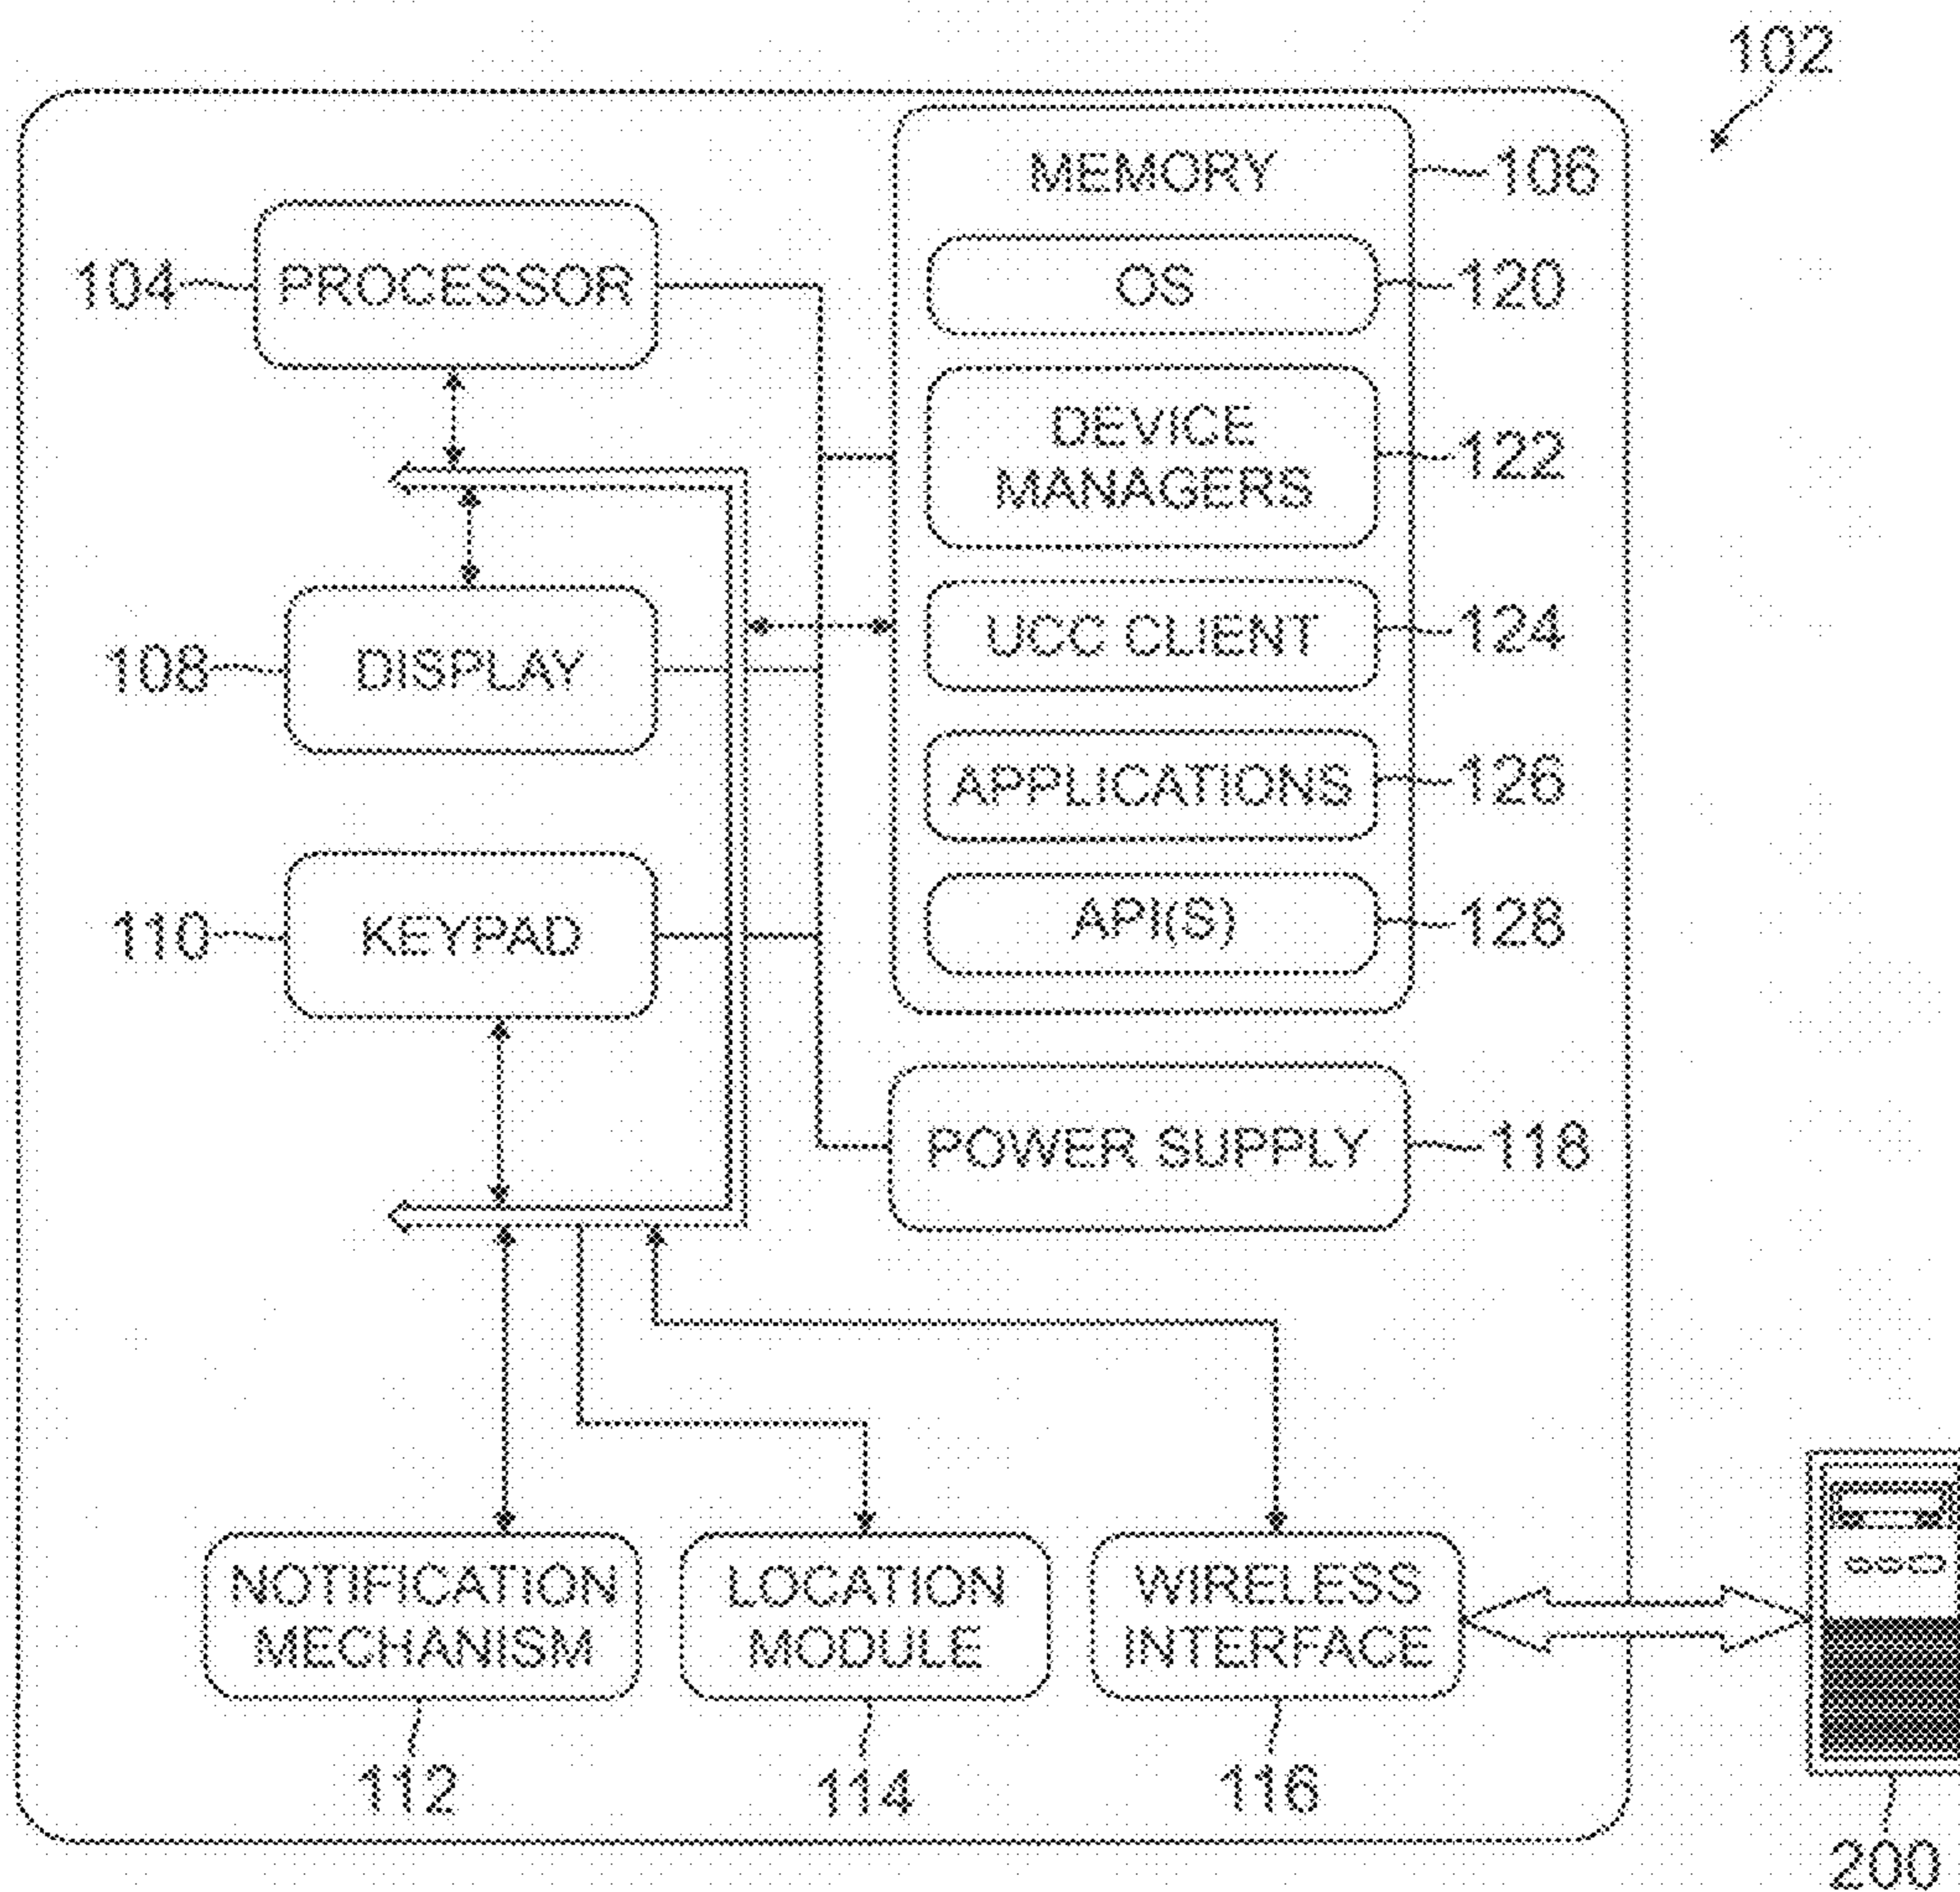 102
MEMORY
106
104
PROCESSOR
OS
120
DEVICE
MANAGERS
122
108
DISPLAY
UCC CLIENT
124
APPLICATIONS
126
110
KEYPAD
API(S)
128
POWER SUPPLY
118
NOTIFICATION
MECHANISM
LOCATION
MODULE
WIRELESS
INTERFACE
112
114
116
200